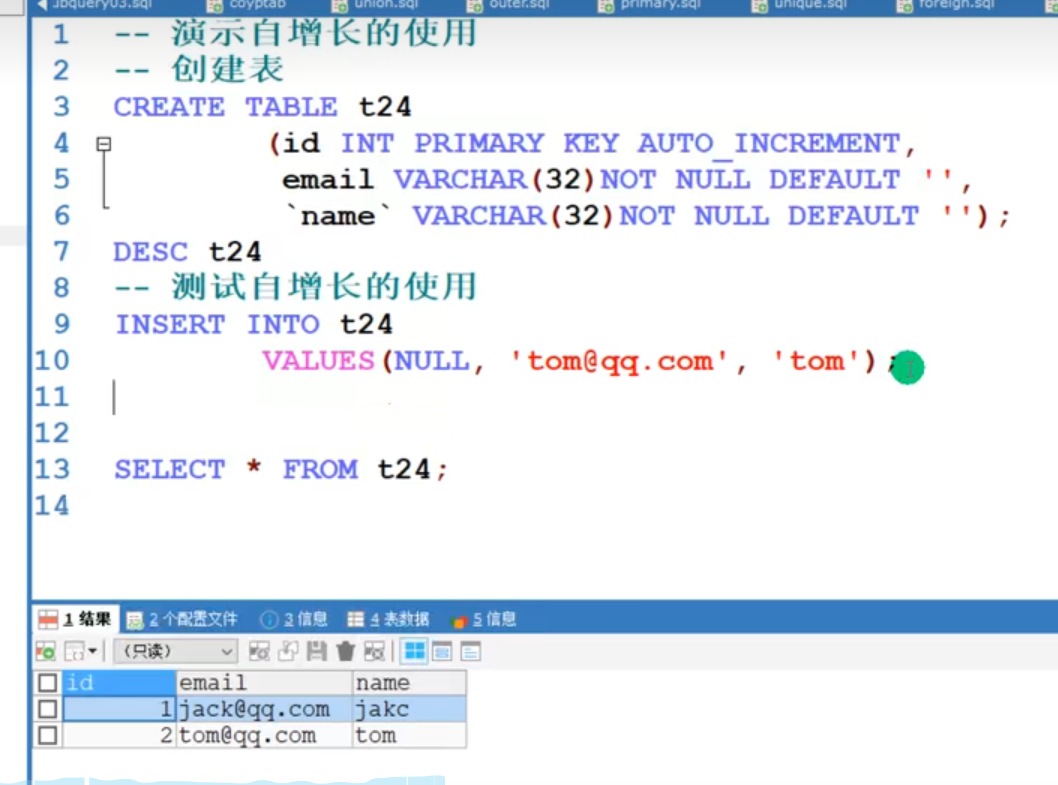 Jbquery03.sql coyptab union.sql outer.sql primary.sql unique.sql foreign.sql
1 -- 演示自增长的使用
2 -- 创建表
3 CREATE TABLE t24
4 (id INT PRIMARY KEY AUTO_INCREMENT,
5 email VARCHAR(32)NOT NULL DEFAULT '',
6 `name` VARCHAR(32)NOT NULL DEFAULT '');
7 DESC t24
8 -- 测试自增长的使用
9 INSERT INTO t24
10 VALUES(NULL, 'tom@qq.com', 'tom');
11
12
13 SELECT * FROM t24;
14
1 结果 2 个配置文件 3 信息 4 表数据 5 信息
(只读)
id email name
1 jack@qq.com jakc
2 tom@qq.com tom